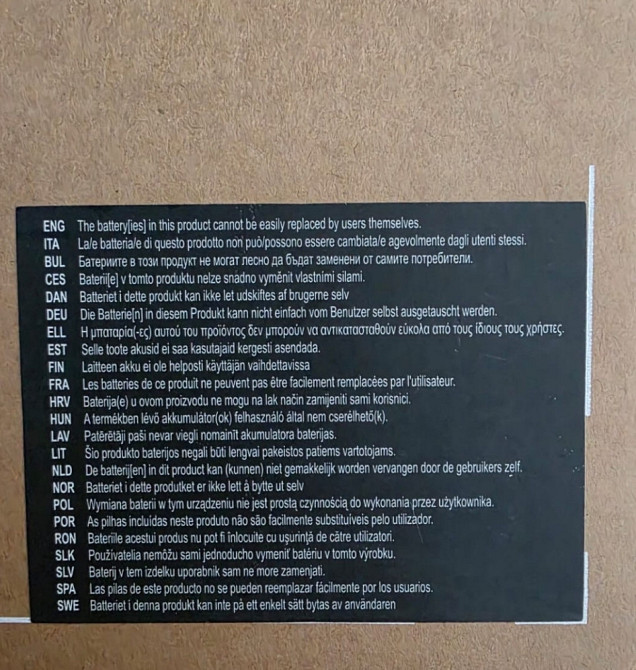 ENG The battery[ies] in this product cannot be easily replaced by users themselves.
ITA La/e batteria/e di questo prodotto non può/possono essere cambiata/e agevolmente dagli utenti stessi.
BUL Батериите в този продукт не могат лесно да бъдат заменени от самите потребители.
CES Baterii[e] v tomto produktu nelze snadno vyměnit vlastními silami.
DAN Batteriet i dette produkt kan ikke let udskiftes af brugerne selv
DEU Die Batterie[n] in diesem Produkt kann nicht einfach vom Benutzer selbst ausgetauscht werden.
ELL Η μπαταρία(-ες) αυτού του προϊόντος δεν μπορούν να αντικατασταθούν εύκολα από τους ίδιους τους χρήστες.
EST Selle toote akusid ei saa kasutajaid kergesti asendada.
FIN Laitteen akku ei ole helposti käyttäjän vaihdettavissa
FRA Les batteries de ce produit ne peuvent pas être facilement remplacées par l'utilisateur.
HRV Baterija(e) u ovom proizvodu ne mogu na lak način zamijeniti sami korisnici.
HUN A termékben lévő akkumulátor(ok) felhasználó által nem cserélhető(k).
LAV Patērētāji paši nevar viegli nomainīt akumulatora baterijas.
LIT Šio produkto baterijos negali būti lengvai pakeistos paties vartotojams.
NLD De batterij[en] in dit product kan (kunnen) niet gemakkelijk worden vervangen door de gebruikers zelf.
NOR Batteriet i dette produktet er ikke lett å bytte ut selv
POL Wymiana baterii w tym urządzeniu nie jest prostą czynnością do wykonania przez użytkownika.
POR As pilhas incluídas neste produto não são facilmente substituíveis pelo utilizador.
RON Bateriile acestui produs nu pot fi înlocuite cu ușurință de către utilizatori.
SLK Používatelia nemôžu sami jednoducho vymeniť batériu v tomto výrobku.
SLV Baterij v tem izdelku uporabnik sam ne more zamenjati.
SPA Las pilas de este producto no se pueden reemplazar fácilmente por los usuarios.
SWE Batteriet i denna produkt kan inte på ett enkelt sätt bytas av användaren